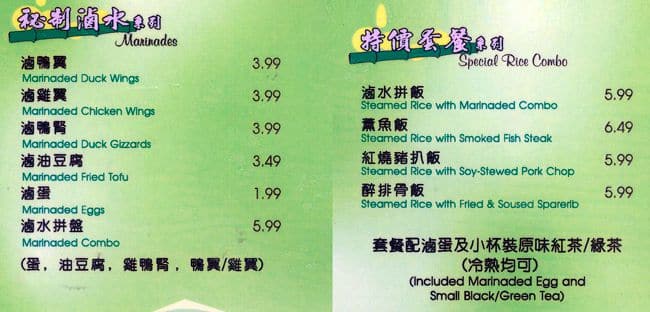 祕制滷水系列
Marinades
滷鴨翼 3.99
Marinaded Duck Wings
滷雞翼 3.99
Marinaded Chicken Wings
滷鴨腎 3.99
Marinaded Duck Gizzards
滷油豆腐 3.49
Marinaded Fried Tofu
滷蛋 1.99
Marinaded Eggs
滷水拼盤 5.99
Marinaded Combo
(蛋, 油豆腐, 雞鴨腎, 鴨翼/雞翼)
特價套餐系列
Special Rice Combo
滷水拼飯 5.99
Steamed Rice with Marinaded Combo
薰魚飯 6.49
Steamed Rice with Smoked Fish Steak
紅燒豬扒飯 5.99
Steamed Rice with Soy-Stewed Pork Chop
醉排骨飯 5.99
Steamed Rice with Fried & Soused Sparerib
套餐配滷蛋及小杯裝原味紅茶/綠茶
(冷熱均可)
(Included Marinaded Egg and
Small Black/Green Tea)